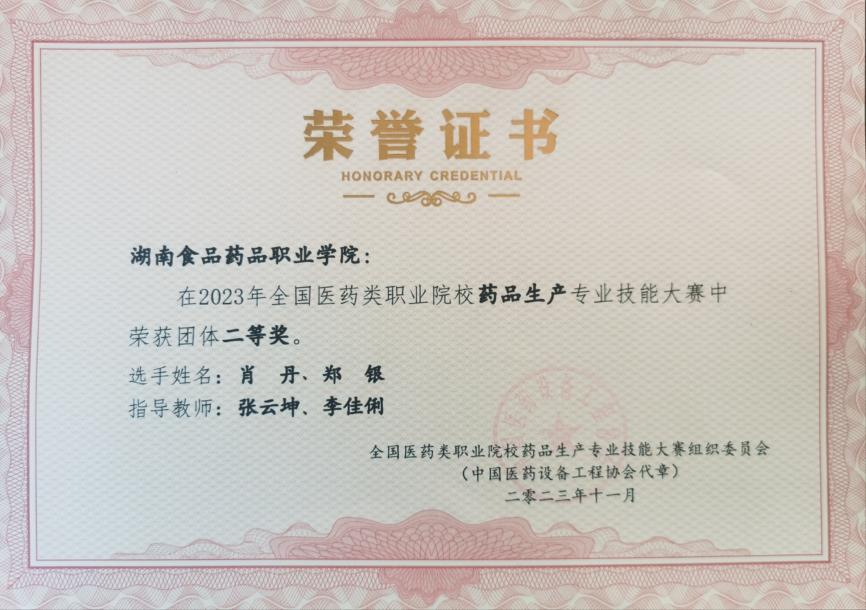 荣誉证书
HONORARY CREDENTIAL
湖南食品药品职业学院：
在2023年全国医药类职业院校药品生产专业技能大赛中
荣获团体二等奖。
选手姓名：肖 丹、郑 银
指导教师：张云坤、李佳俐
全国医药类职业院校药品生产专业技能大赛组织委员会
（中国医药设备工程协会代章）
二零二三年十一月